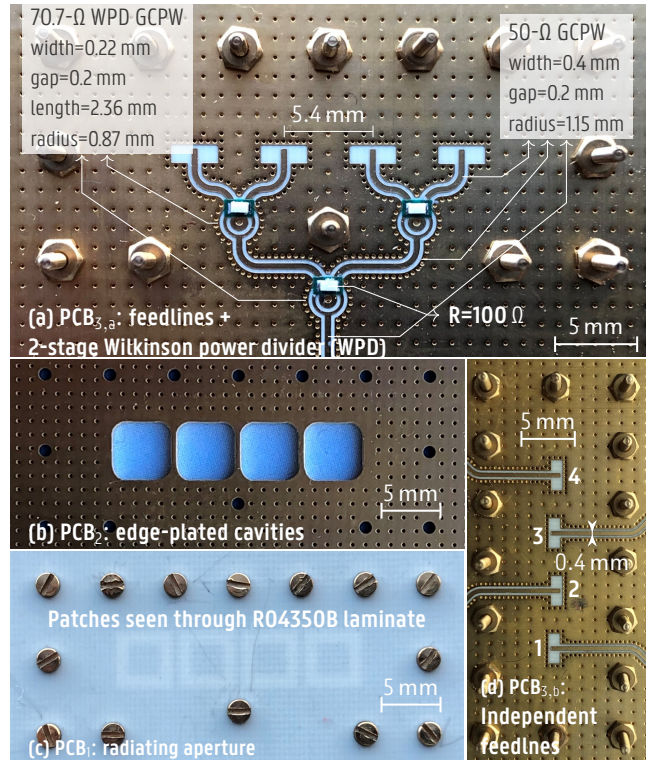 70.7-Ω WPD GCPW
width=0,22 mm
gap=0.2 mm
length=2.36 mm
radius=0.87 mm
50-Ω GCPW
width=0.4 mm
gap=0.2 mm
radius=1.15 mm
5.4 mm
(a) PCB3,a: feedlines +
2-stage Wilkinson power divider (WPD)
R=100 Ω
5 mm
5 mm
(b) PCB2: edge-plated cavities
Patches seen through RO4350B laminate
5 mm
(c) PCB1: radiating aperture
5 mm
4
3
0.4 mm
2
1
(d) PCB3,b:
Independent
feedlnes